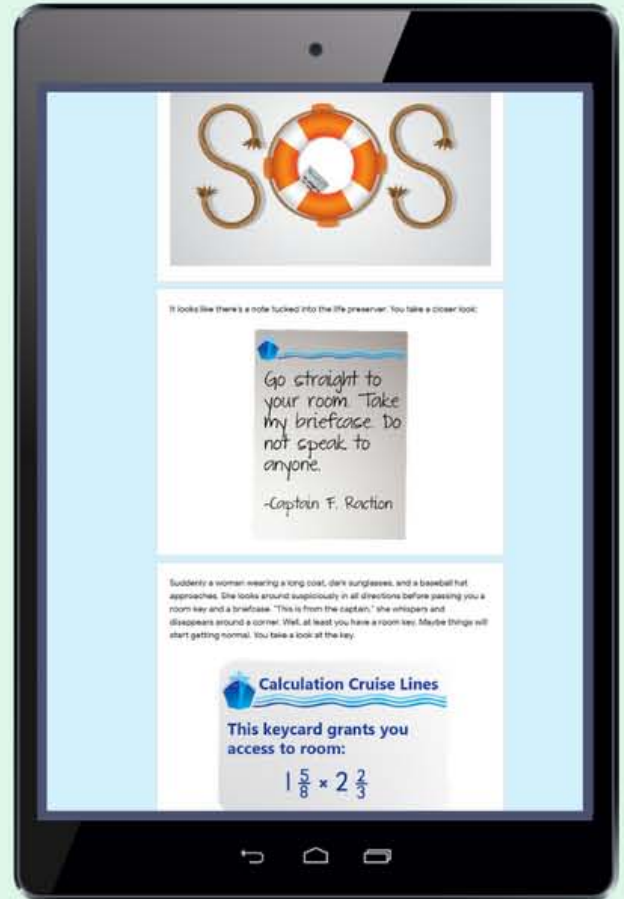 SOS
It looks like there's a note tucked into the life preserver. You take a closer look:
Go straight to
your room. Take
my briefcase. Do
not speak to
anyone.
-Captain F. Raction
Suddenly a woman wearing a long coat, dark sunglasses, and a baseball hat
approaches. She looks around suspiciously in all directions before passing you a
room key and a briefcase. "This is from the captain," she whispers and
disappears around a corner. Well, at least you have a room key. Maybe things will
start getting normal. You take a look at the key.
Calculation Cruise Lines
This keycard grants you
access to room:
1 5/8 × 2 2/3